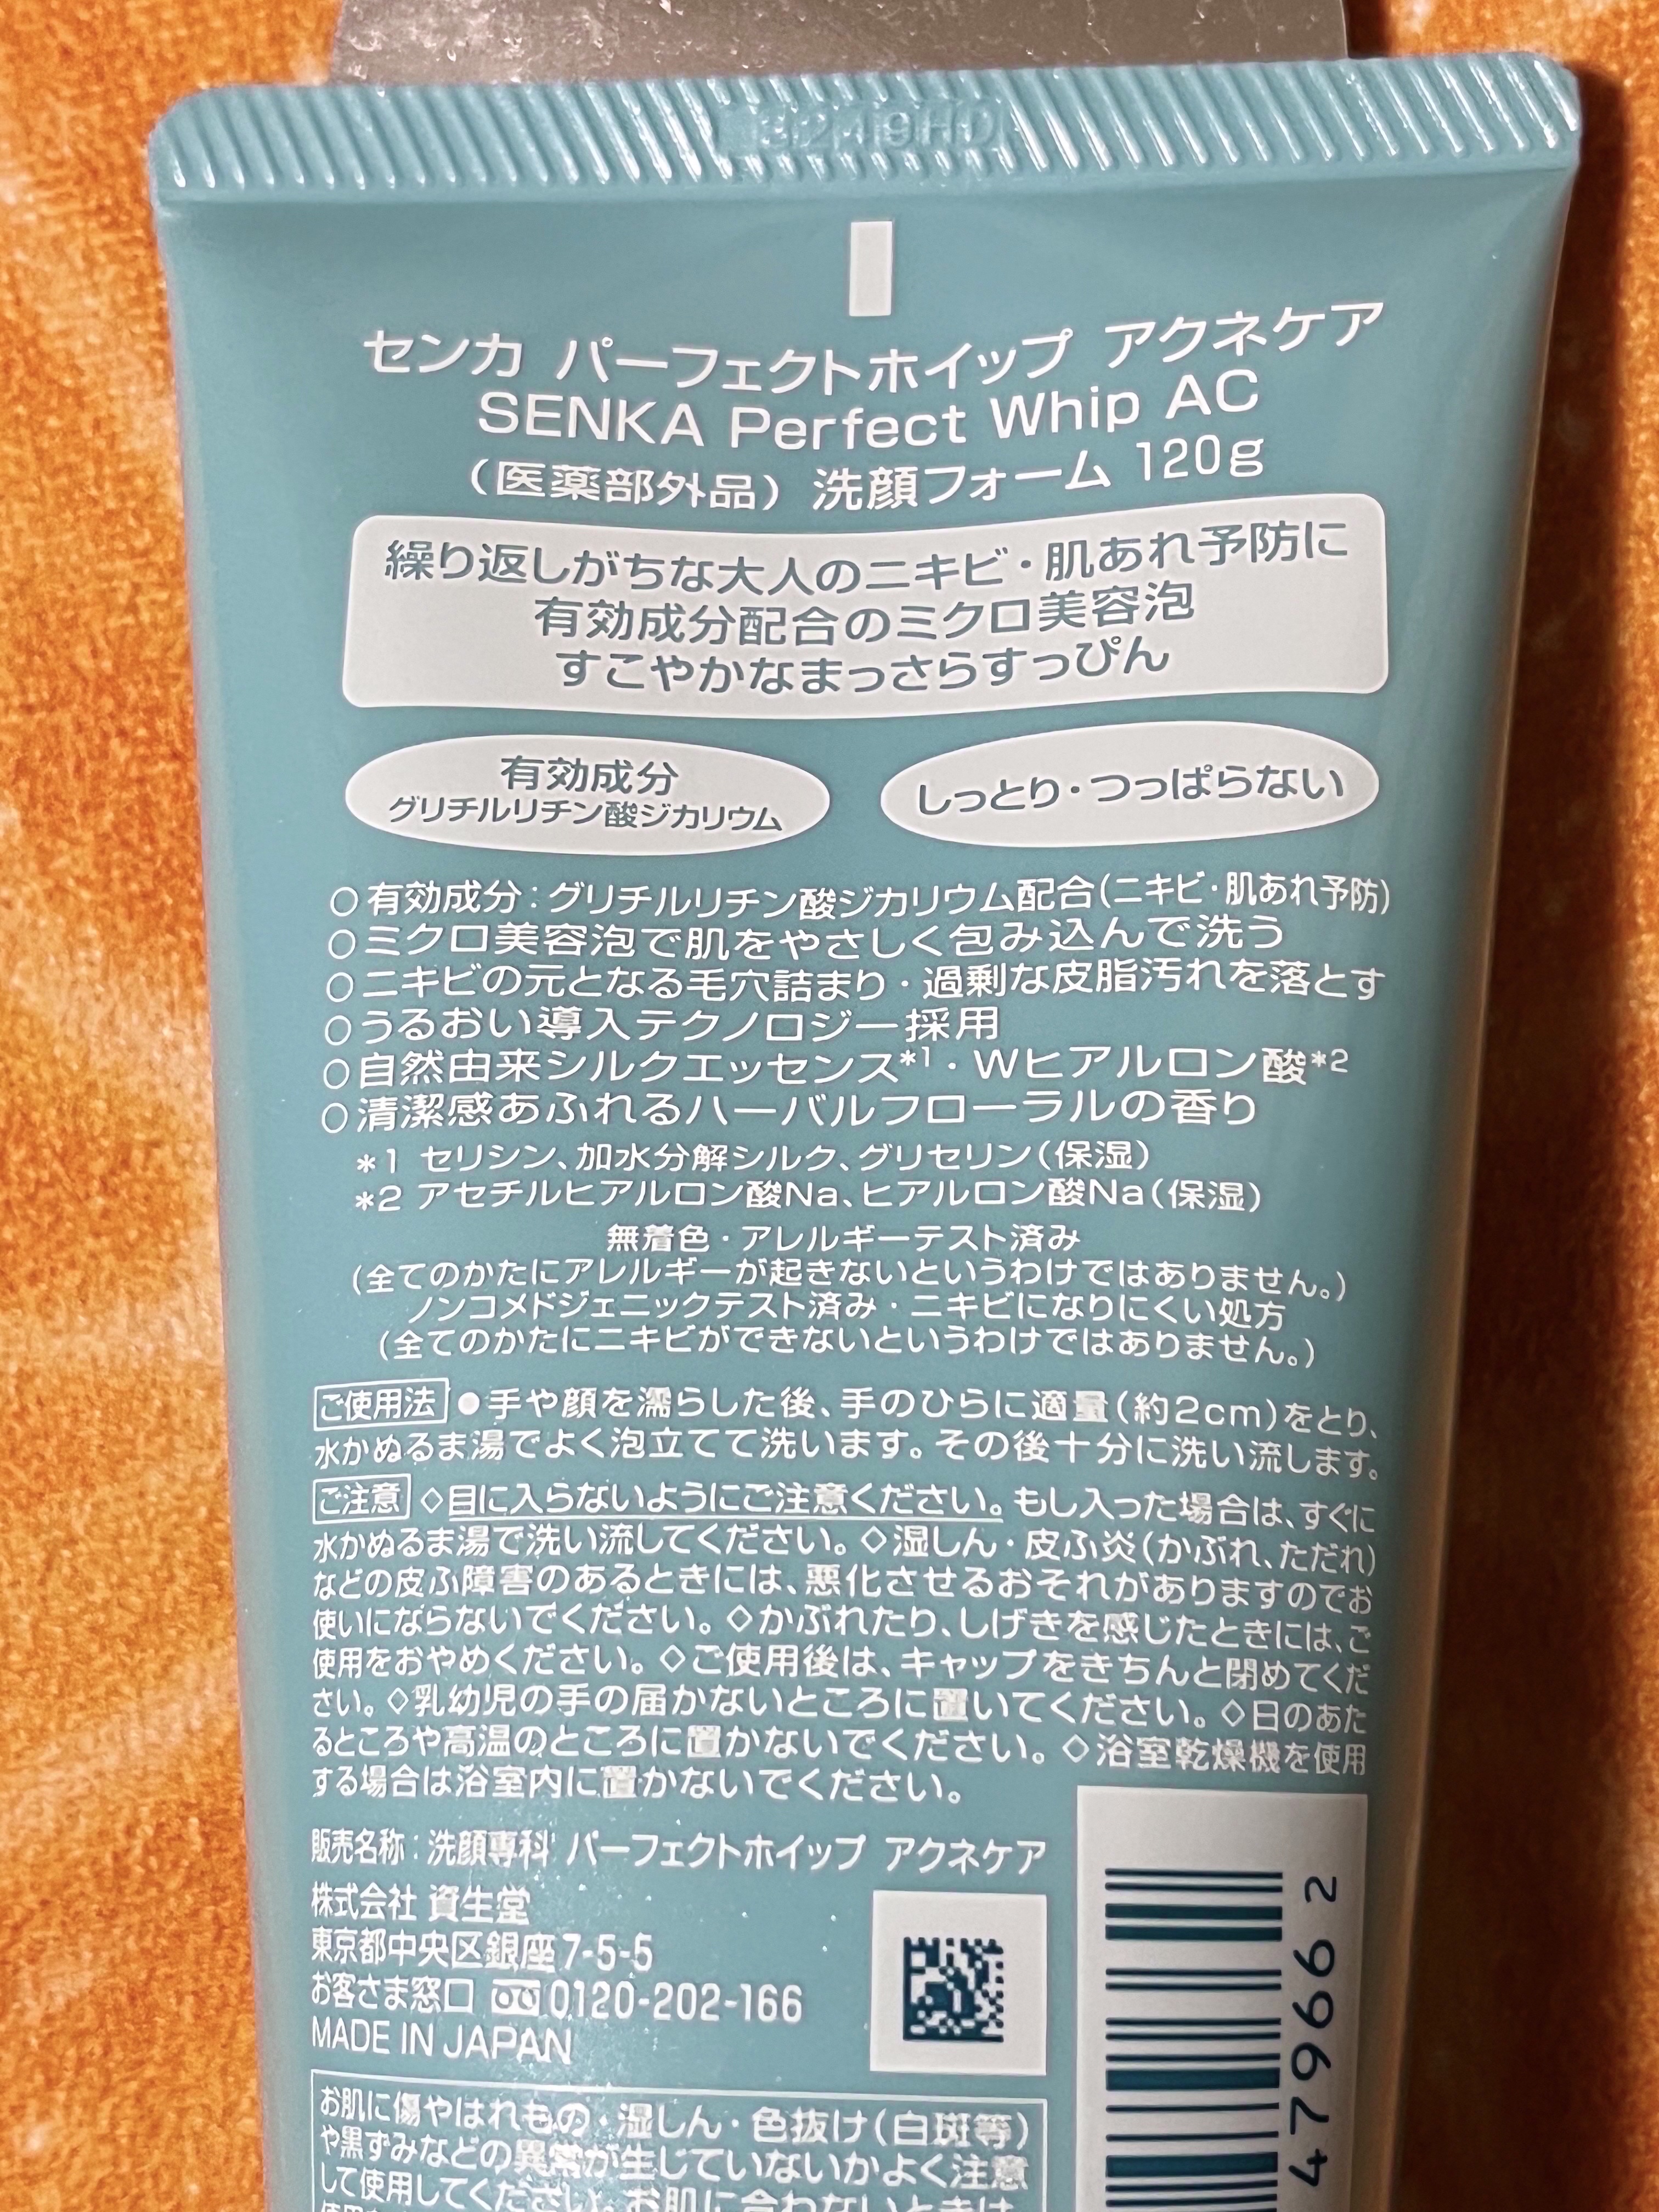 センカ パーフェクトホイップ アクネケア
SENKA Perfect Whip AC
（医薬部外品）洗顔フォーム 120g
繰り返しがちな大人のニキビ・肌あれ予防に
有効成分配合のミクロ美容泡
すこやかなまっさらすっぴん
有効成分
グリチルリチン酸ジカリウム
しっとり・つっぱらない
○有効成分：グリチルリチン酸ジカリウム配合（ニキビ・肌あれ予防）
○ミクロ美容泡で肌をやさしく包み込んで洗う
○ニキビの元となる毛穴詰まり・過剰な皮脂汚れを落とす
○うるおい導入テクノロジー採用
○自然由来シルクエッセンス*1・Wヒアルロン酸*2
○清潔感あふれるハーバルフローラルの香り
*1 セリシン、加水分解シルク、グリセリン（保湿）
*2 アセチルヒアルロン酸Na、ヒアルロン酸Na（保湿）
無着色・アレルギーテスト済み
（全てのかたにアレルギーが起きないというわけではありません。）
ノンコメドジェニックテスト済み・ニキビになりにくい処方
（全てのかたにニキビができないというわけではありません。）
ご使用法 ●手や顔を濡らした後、手のひらに適量（約2cm）をとり、
水かぬるま湯でよく泡立てて洗います。その後十分に洗い流します。
ご注意 ◇目に入らないようにご注意ください。もし入った場合は、すぐに
水かぬるま湯で洗い流してください。◇湿しん・皮ふ炎（かぶれ、ただれ）
などの皮ふ障害のあるときには、悪化させるおそれがありますのでお
使いにならないでください。◇かぶれたり、しげきを感じたときには、ご
使用をおやめください。◇ご使用後は、キャップをきちんと閉めてくだ
さい。◇乳幼児の手の届かないところに置いてください。◇日のあた
るところや高温のところに置かないでください。◇浴室乾燥機を使用
する場合は浴室内に置かないでください。
販売名称：洗顔専科 パーフェクトホイップ アクネケア
株式会社 資生堂
東京都中央区銀座7-5-5
お客さま窓口 0120-202-166
MADE IN JAPAN
お肌に傷やはれもの・湿しん・色抜け（白斑等）
や黒ずみなどの異常が生じていないかよく注意
して使用してください。お肌に合わないときは
479662